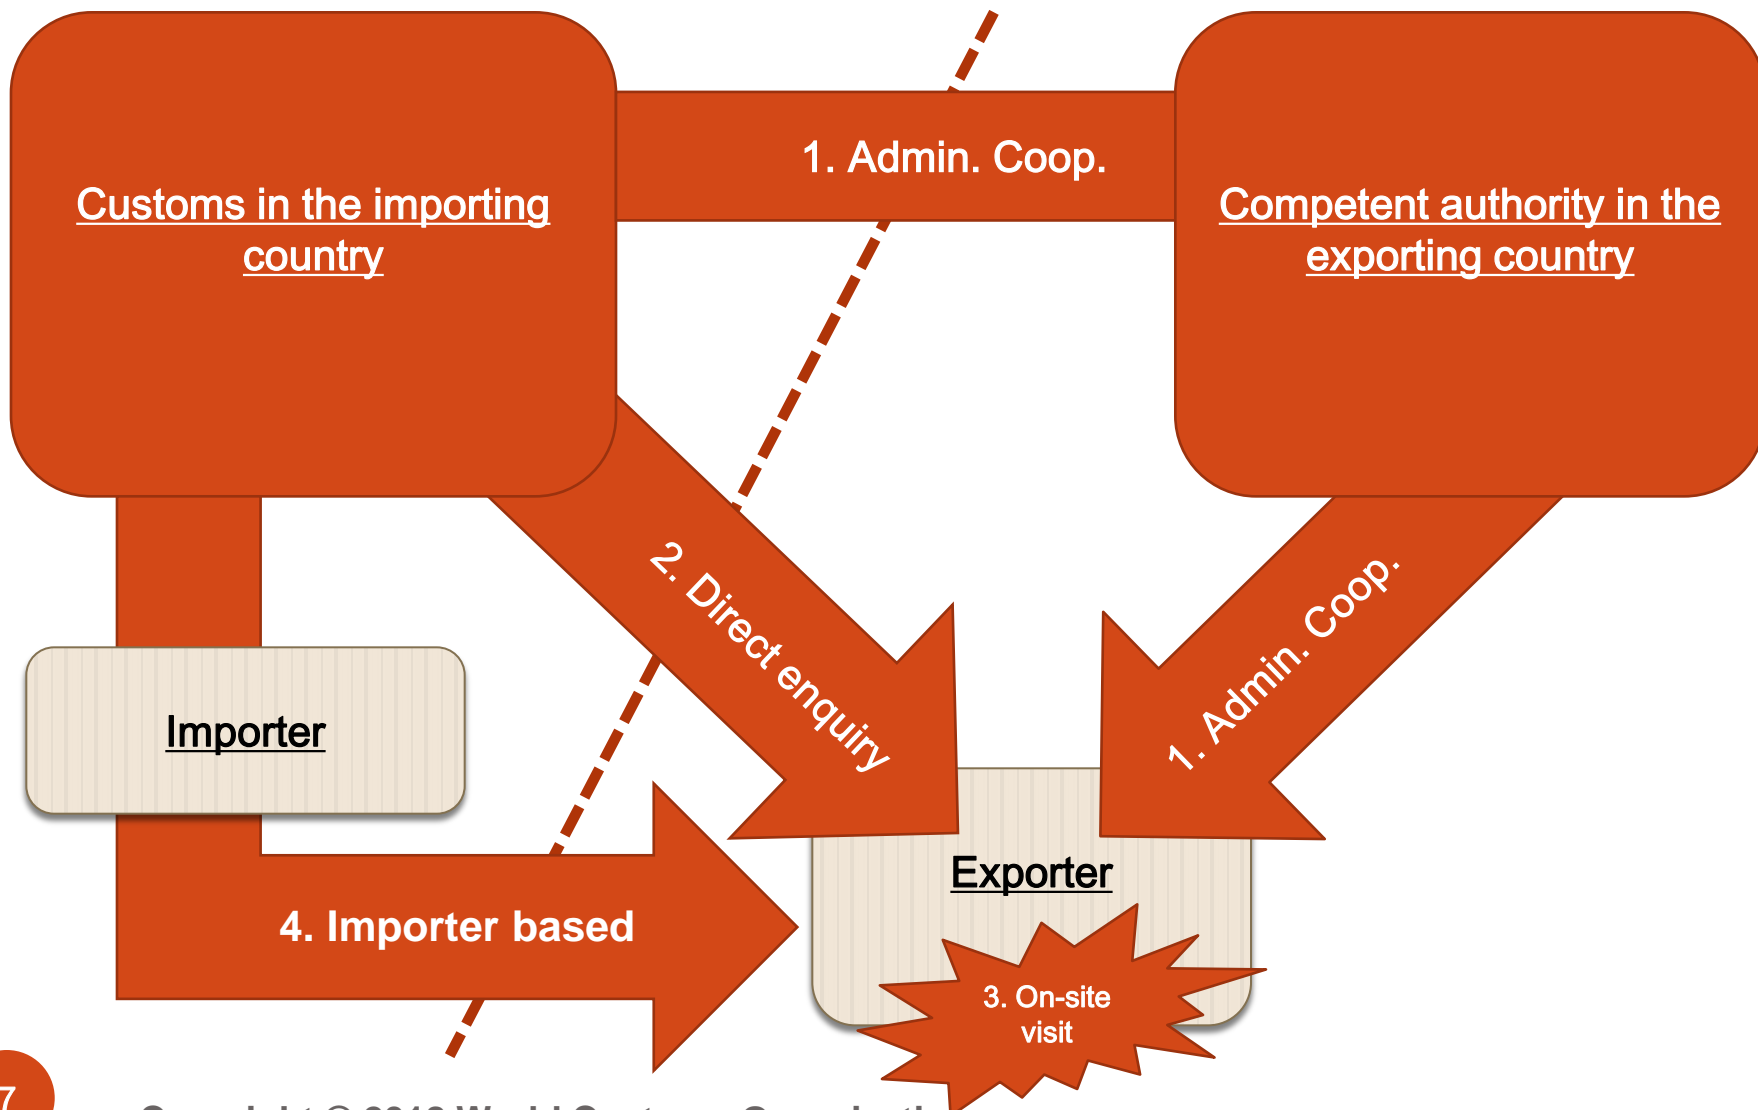 1. Admin. Coop.
Customs in the importing
country
Competent authority in the
exporting country
2. Direct enquiry
1. Admin. Coop.
Importer
Exporter
4. Importer based
3. On-site
visit
7